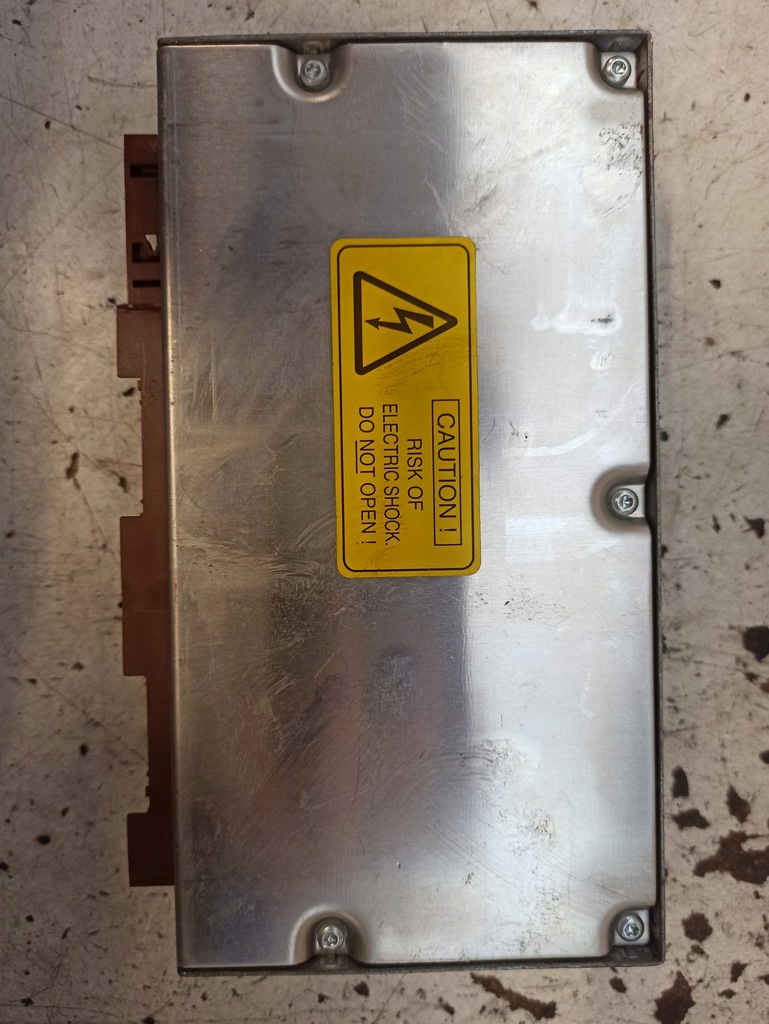 CAUTION !
RISK OF
ELECTRIC SHOCK.
DO NOT OPEN !